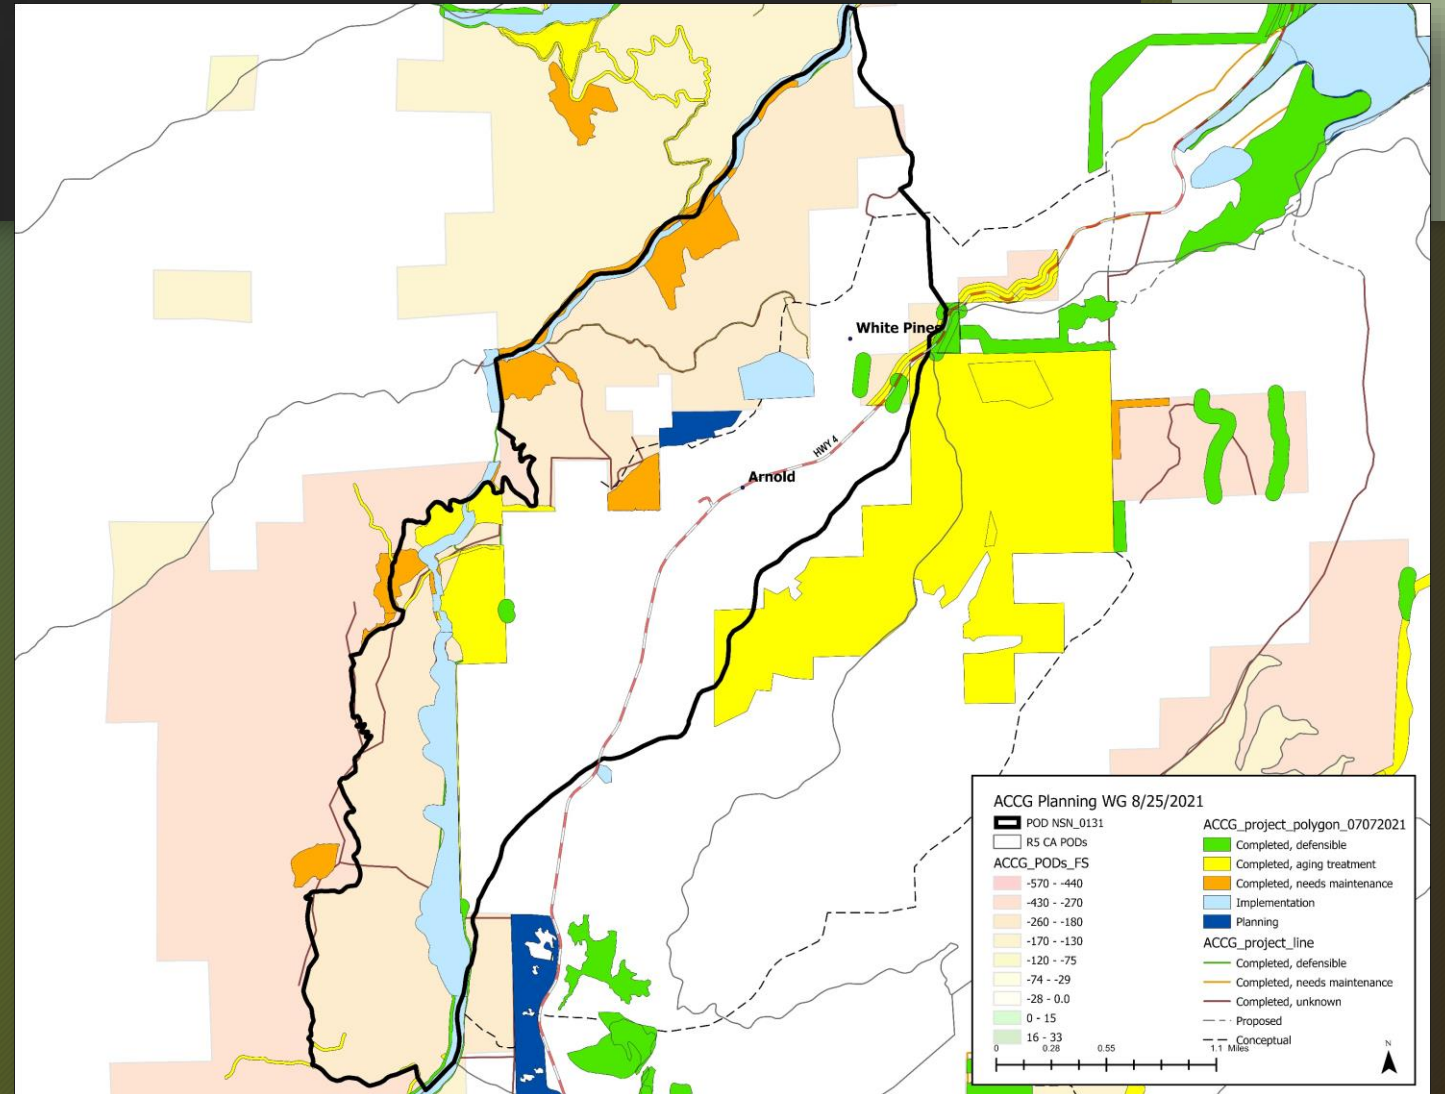 White Pines
HWY 4
Arnold
ACCG Planning WG 8/25/2021
POD NSN_0131
R5 CA PODs
ACCG_PODs_FS
-570 - -440
-430 - -270
-260 - -180
-170 - -130
-120 - -75
-74 - -29
-28 - 0.0
0 - 15
16 - 33
ACCG_project_polygon_07072021
Completed, defensible
Completed, aging treatment
Completed, needs maintenance
Implementation
Planning
ACCG_project_line
Completed, defensible
Completed, needs maintenance
Completed, unknown
Proposed
Conceptual
0 0.28 0.55 1.1 Miles
N